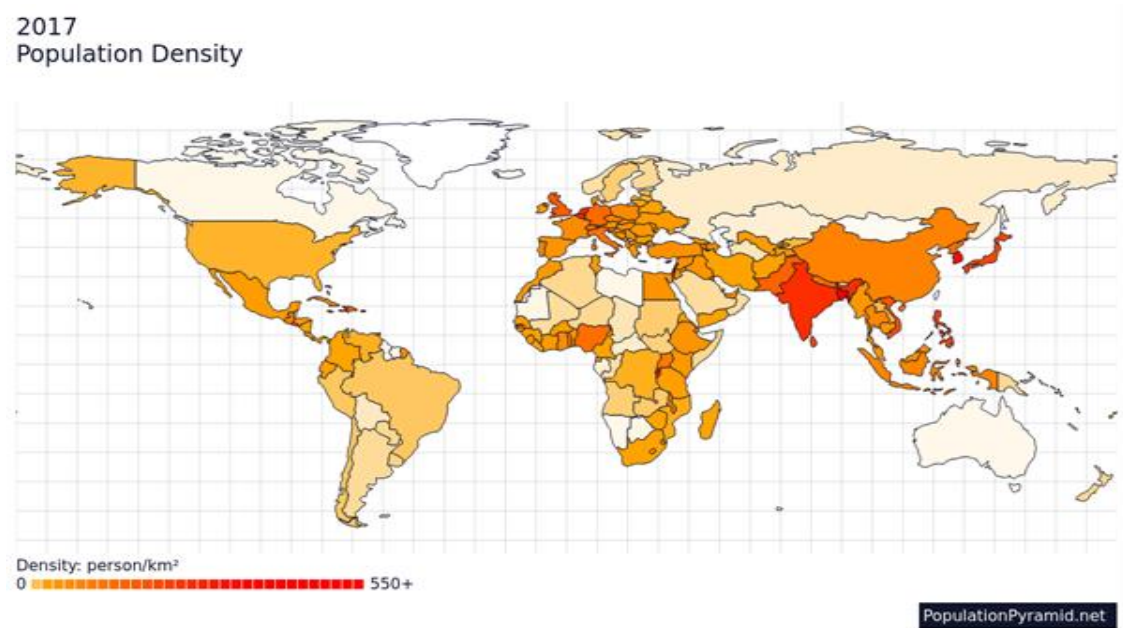 2017
Population Density
Density: person/km²
0 550+
PopulationPyramid.net